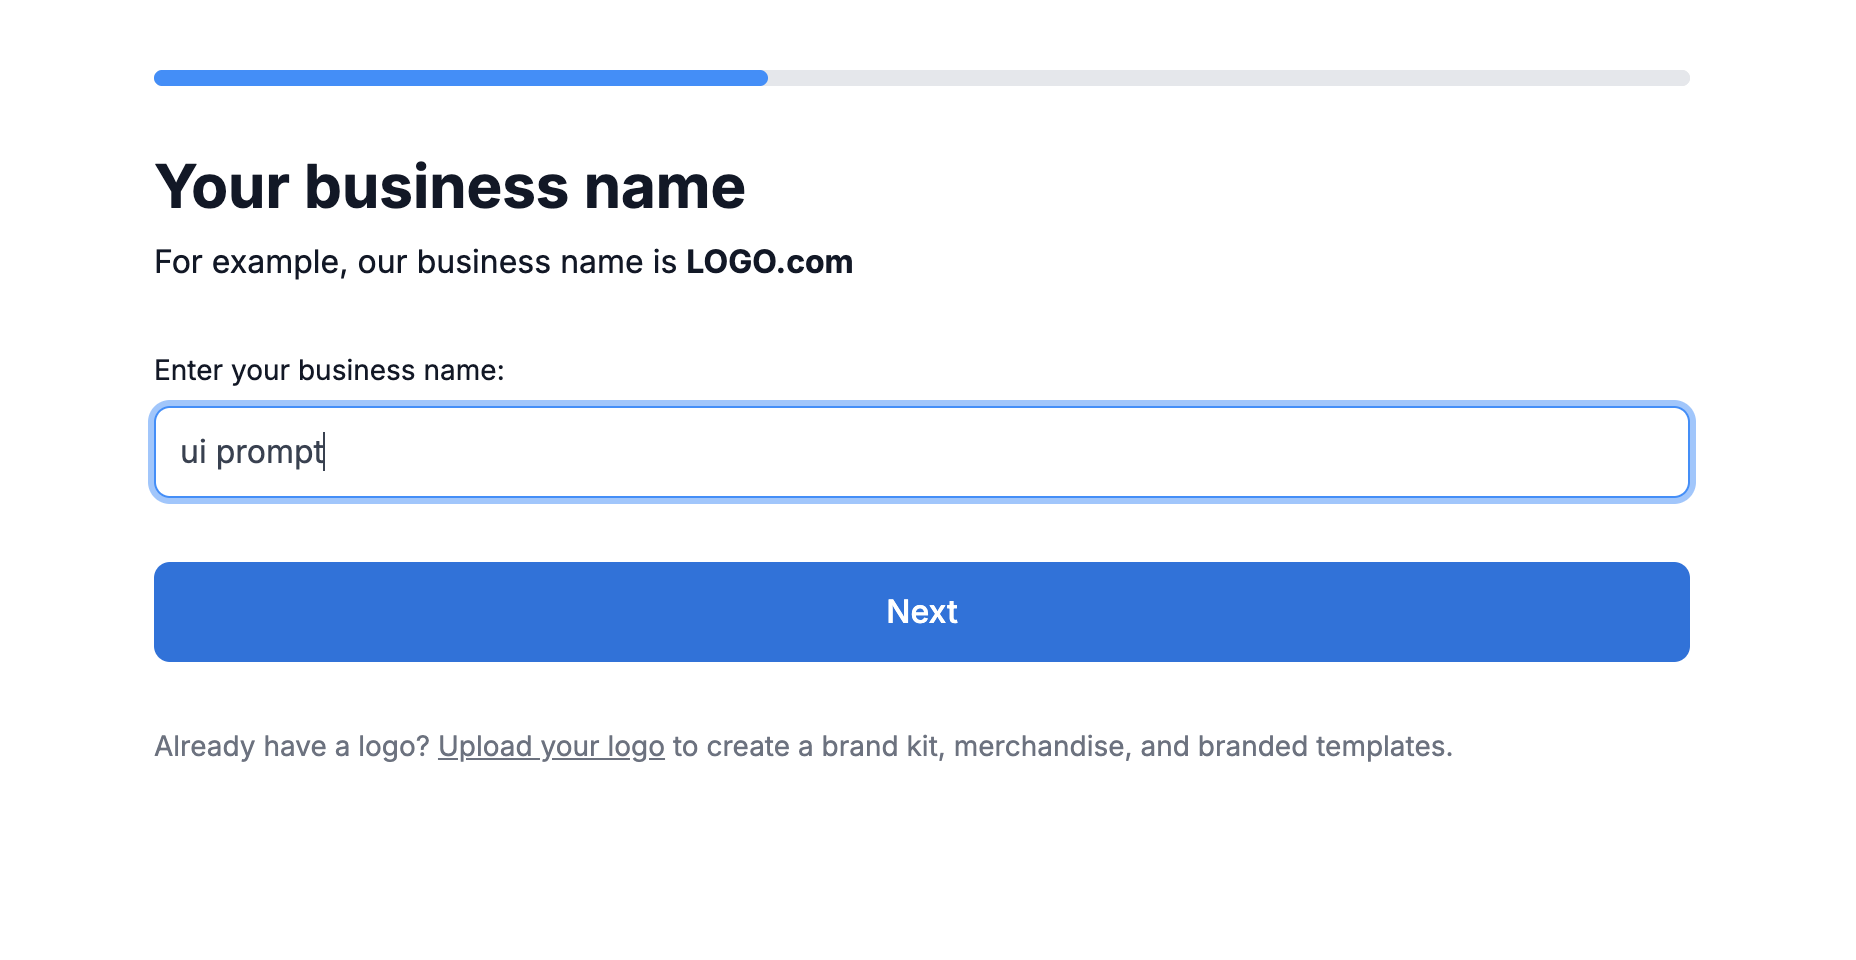 Your business name
For example, our business name is LOGO.com
Enter your business name:
ui prompt
Next
Already have a logo? Upload your logo to create a brand kit, merchandise, and branded templates.